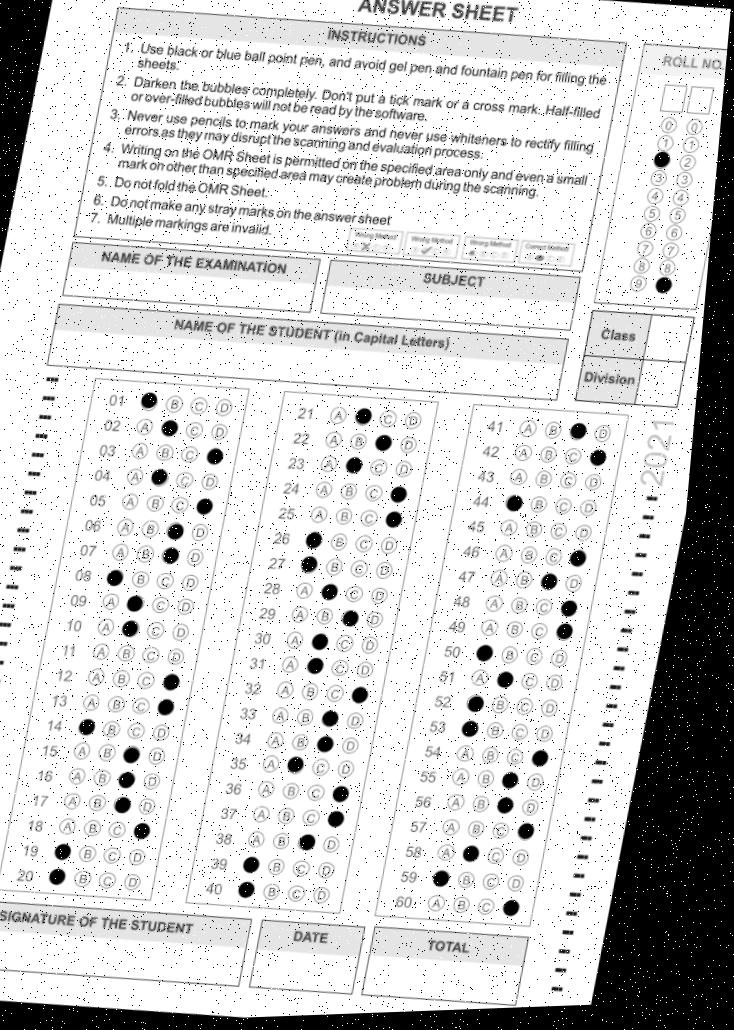 ANSWER SHEET
INSTRUCTIONS
1. Use black or blue ball point pen, and avoid gel pen and fountain pen for filling the
sheets.
2. Darken the bubbles completely. Don't put a tick mark or a cross mark. Half-filled
or over-filled bubbles will not be read by the software.
3. Never use pencils to mark your answers and never use whiteners to rectify filling
errors as they may disrupt the scanning and evaluation process.
4. Writing on the OMR Sheet is permitted on the specified area only and even a small
mark on other than specified area may create problem during the scanning.
5. Do not fold the OMR Sheet.
6. Do not make any stray marks on the answer sheet
7. Multiple markings are invalid.
Wrong Method Wrong Method Wrong Method Correct Method
ROLL NO.
0 0
1 1
2
3 3
4 4
5 5
6 6
7 7
8 8
9
NAME OF THE EXAMINATION
SUBJECT
Class
NAME OF THE STUDENT (in Capital Letters)
Division
01 B C D
02 A C D
03 A B C
04 A C D
05 A B C
06 A B D
07 A B D
08 B C D
09 A C D
10 A C D
11 A B C D
12 A B C
13 A B C
14 B C D
15 A B D
16 A B D
17 A B D
18 A B C
19 B C D
20 B C D
21 A C D
22 A B D
23 A C D
24 A B C
25 A B C
26 B C D
27 B C D
28 A C D
29 A B D
30 A C D
31 A C D
32 A B C
33 A B D
34 A B D
35 A C D
36 A B C
37 A B C
38 A B D
39 B C D
40 B C D
41 A B D
42 A B C
43 A B C D
44 B C D
45 A B C D
46 A B C
47 A B D
48 A B C
49 A B C
50 B C D
51 A C D
52 B C D
53 B C D
54 A B C
55 A B D
56 A B D
57 A B C
58 A C D
59 B C D
60 A B C
2021
SIGNATURE OF THE STUDENT
DATE
TOTAL